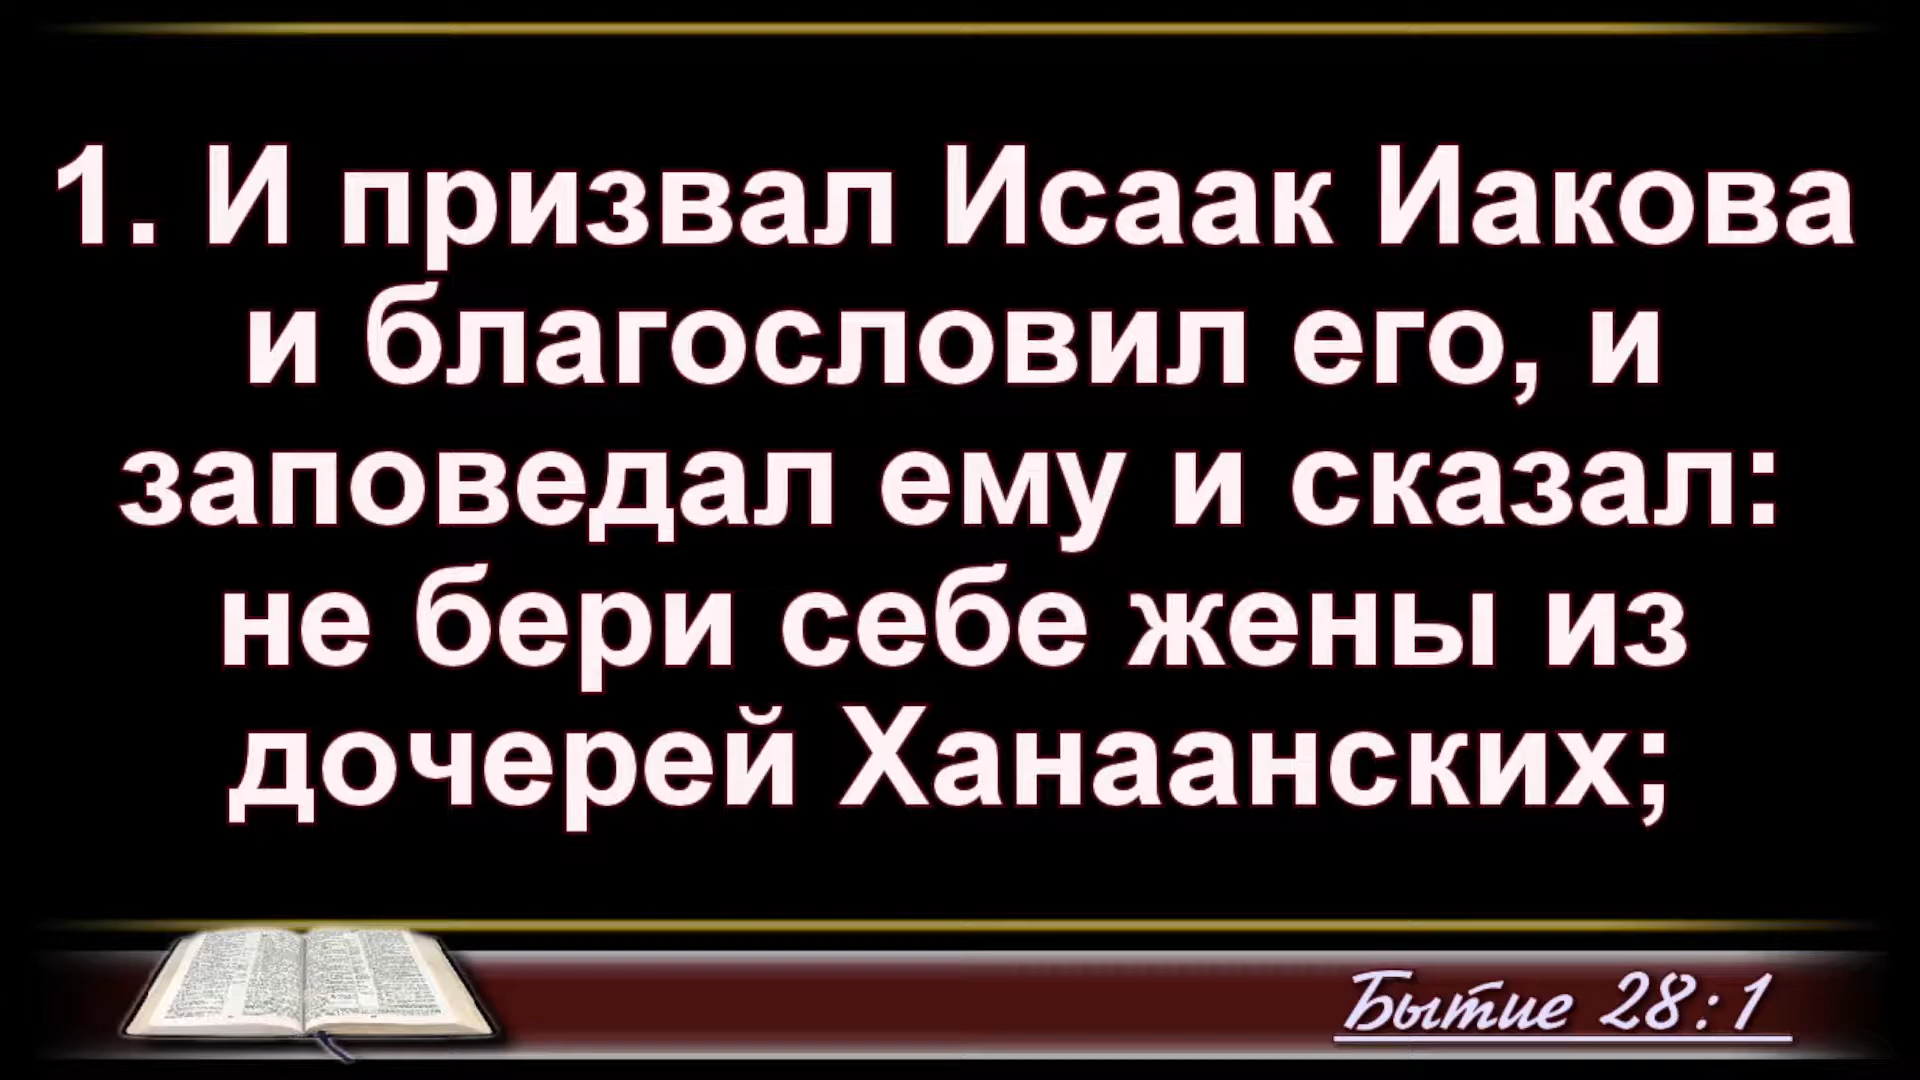 1. И призвал Исаак Иакова
и благословил его, и
заповедал ему и сказал:
не бери себе жены из
дочерей Ханаанских;
Бытие 28:1